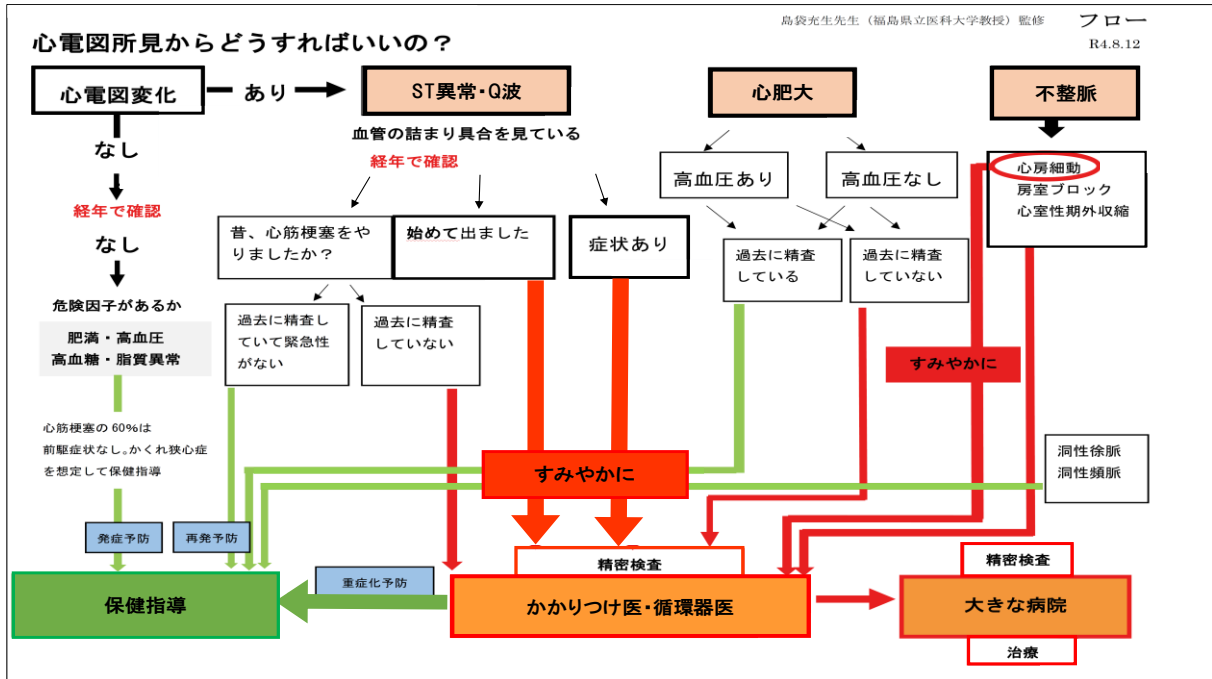 島袋充生先生（福島県立医科大学教授）監修
フロー
R4.8.12
心電図所見からどうすればいいの？
心電図変化
あり
ST異常・Q波
心肥大
不整脈
血管の詰まり具合を見ている
経年で確認
なし
経年で確認
なし
危険因子があるか
肥満・高血圧
高血糖・脂質異常
心筋梗塞の60%は
前駆症状なし。かくれ狭心症
を想定して保健指導
昔、心筋梗塞をや
りましたか？
始めて出ました
症状あり
過去に精査し
ていて緊急性
がない
過去に精査
していない
高血圧あり
高血圧なし
過去に精査
している
過去に精査
していない
心房細動
房室ブロック
心室性期外収縮
すみやかに
すみやかに
洞性徐脈
洞性頻脈
発症予防
再発予防
重症化予防
保健指導
精密検査
かかりつけ医・循環器医
精密検査
大きな病院
治療